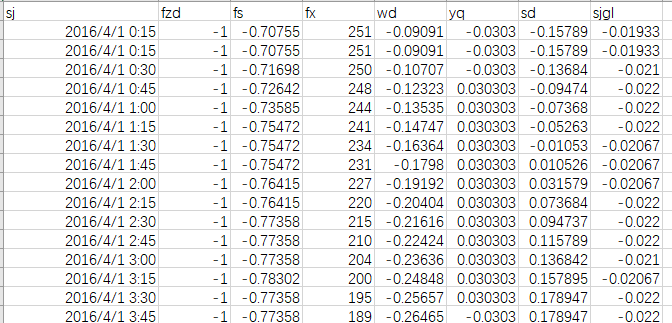 sj fzd fs fx wd yq sd sjgl
2016/4/1 0:15 -1 -0.70755 251 -0.09091 -0.0303 -0.15789 -0.01933
2016/4/1 0:15 -1 -0.70755 251 -0.09091 -0.0303 -0.15789 -0.01933
2016/4/1 0:30 -1 -0.71698 250 -0.10707 -0.0303 -0.13684 -0.021
2016/4/1 0:45 -1 -0.72642 248 -0.12323 0.030303 -0.09474 -0.022
2016/4/1 1:00 -1 -0.73585 244 -0.13535 0.030303 -0.07368 -0.022
2016/4/1 1:15 -1 -0.75472 241 -0.14747 0.030303 -0.05263 -0.022
2016/4/1 1:30 -1 -0.75472 234 -0.16364 0.030303 -0.01053 -0.02067
2016/4/1 1:45 -1 -0.75472 231 -0.1798 0.030303 0.010526 -0.02067
2016/4/1 2:00 -1 -0.76415 227 -0.19192 0.030303 0.031579 -0.02067
2016/4/1 2:15 -1 -0.76415 220 -0.20404 0.030303 0.073684 -0.022
2016/4/1 2:30 -1 -0.77358 215 -0.21616 0.030303 0.094737 -0.022
2016/4/1 2:45 -1 -0.77358 210 -0.22424 0.030303 0.115789 -0.022
2016/4/1 3:00 -1 -0.77358 204 -0.23636 0.030303 0.136842 -0.021
2016/4/1 3:15 -1 -0.78302 200 -0.24848 0.030303 0.157895 -0.02067
2016/4/1 3:30 -1 -0.77358 195 -0.25657 0.030303 0.178947 -0.022
2016/4/1 3:45 -1 -0.77358 189 -0.26465 -0.0303 0.178947 -0.022